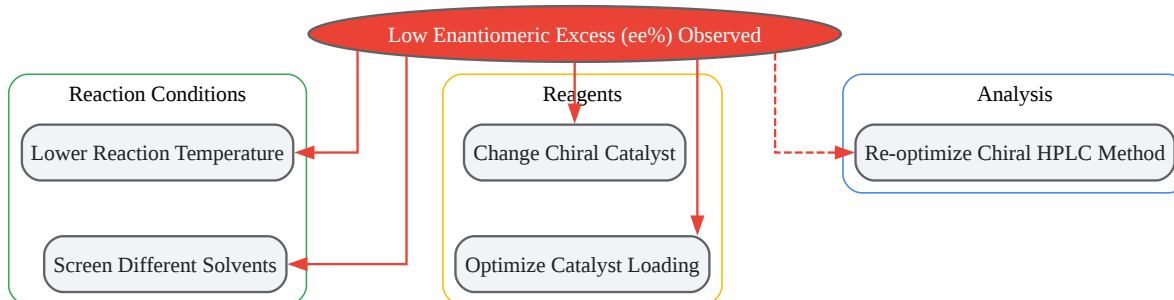 Low Enantiomeric Excess (ee%) Observed
Reaction Conditions
Lower Reaction Temperature
Screen Different Solvents
Reagents
Change Chiral Catalyst
Optimize Catalyst Loading
Analysis
Re-optimize Chiral HPLC Method